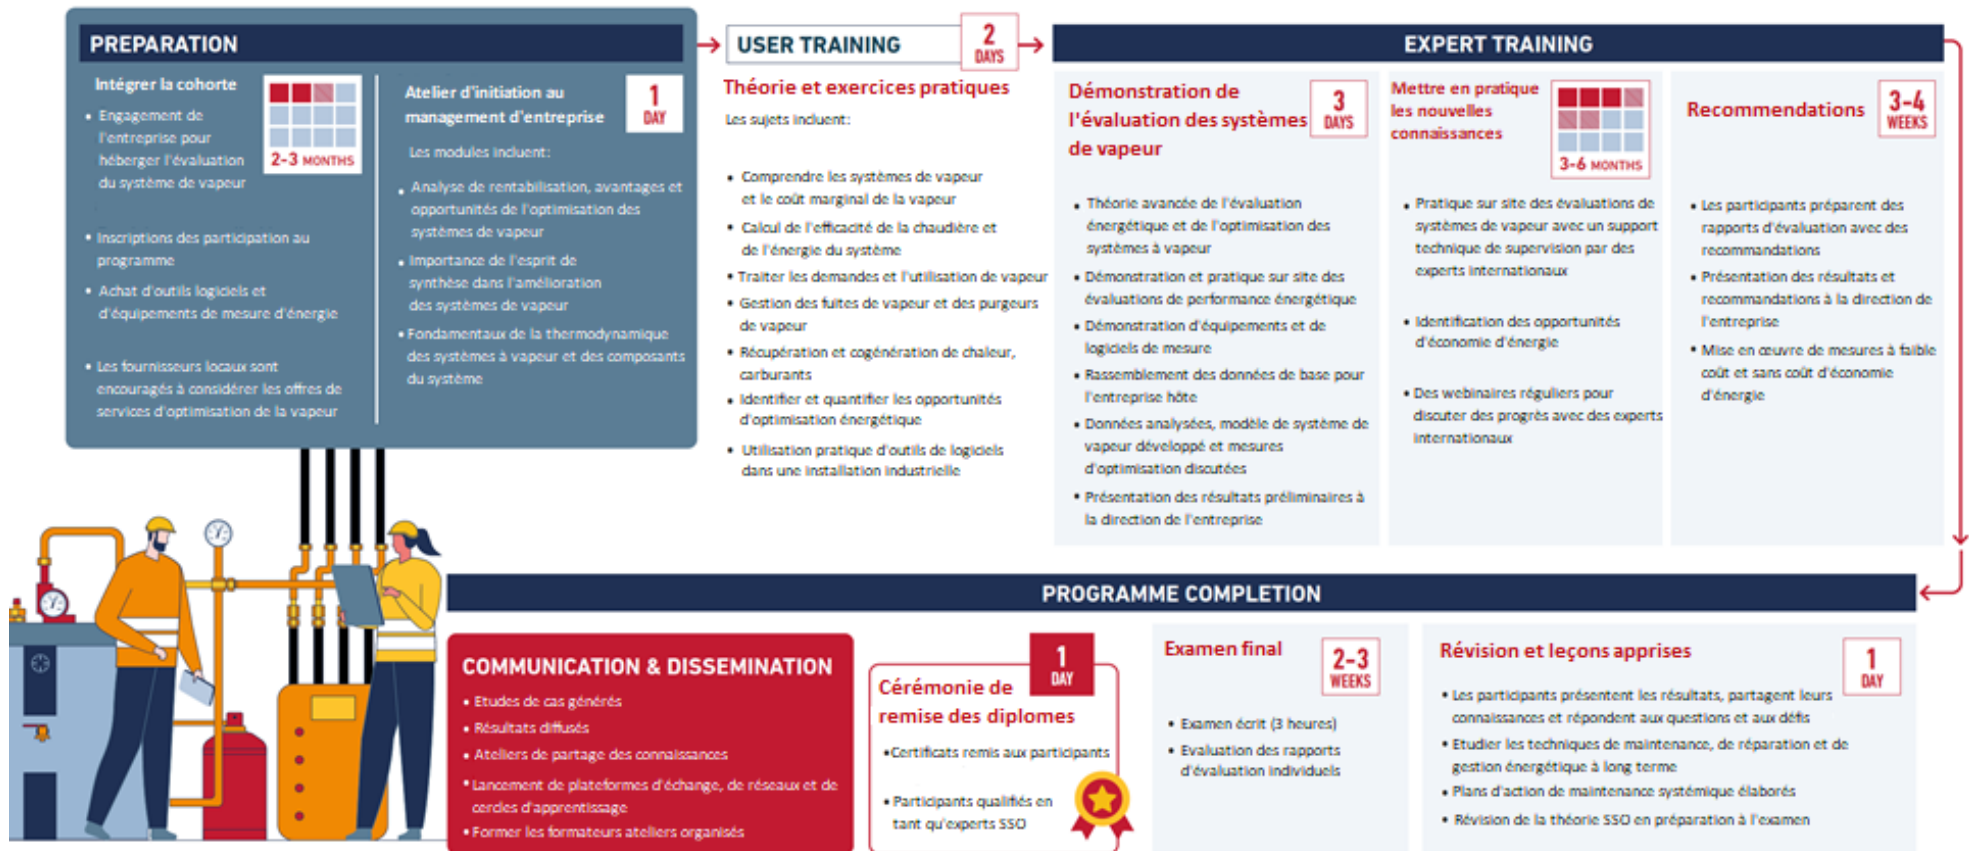 PREPARATION
Intégrer la cohorte
2-3 MONTHS
• Engagement de
l'entreprise pour
héberger l'évaluation
du système de vapeur
• Inscriptions des participation au
programme
• Achat d'outils logiciels et
d'équipements de mesure d'énergie
• Les fournisseurs locaux sont
encouragés à considérer les offres de
services d'optimisation de la vapeur
Atelier d'initiation au
management d'entreprise
1
DAY
Les modules incluent:
• Analyse de rentabilisation, avantages et
opportunités de l'optimisation des
systèmes de vapeur
• Importance de l'esprit de
synthèse dans l'amélioration
des systèmes de vapeur
• Fondamentaux de la thermodynamique
des systèmes à vapeur et des composants
du système
USER TRAINING
2
DAYS
Théorie et exercices pratiques
Les sujets incluent:
• Comprendre les systèmes de vapeur
et le coût marginal de la vapeur
• Calcul de l'efficacité de la chaudière et
de l'énergie du système
• Traiter les demandes et l'utilisation de vapeur
• Gestion des fuites de vapeur et des purgeurs
de vapeur
• Récupération et cogénération de chaleur,
carburants
• Identifier et quantifier les opportunités
d'optimisation énergétique
• Utilisation pratique d'outils de logiciels
dans une installation industrielle
EXPERT TRAINING
Démonstration de
l'évaluation des systèmes
de vapeur
3
DAYS
• Théorie avancée de l'évaluation
énergétique et de l'optimisation des
systèmes à vapeur
• Démonstration et pratique sur site des
évaluations de performance énergétique
• Démonstration d'équipements et de
logiciels de mesure
• Rassemblement des données de base pour
l'entreprise hôte
• Données analysées, modèle de système de
vapeur développé et mesures
d'optimisation discutées
• Présentation des résultats préliminaires à
la direction de l'entreprise
Mettre en pratique
les nouvelles
connaissances
3-6 MONTHS
• Pratique sur site des évaluations de
systèmes de vapeur avec un support
technique de supervision par des
experts internationaux
• Identification des opportunités
d'économie d'énergie
• Des webinaires réguliers pour
discuter des progrès avec des experts
internationaux
Recommendations
3-4
WEEKS
• Les participants préparent des
rapports d'évaluation avec des
recommandations
• Présentation des résultats et
recommandations à la direction de
l'entreprise
• Mise en œuvre de mesures à faible
coût et sans coût d'économie
d'énergie
PROGRAMME COMPLETION
COMMUNICATION & DISSEMINATION
• Etudes de cas générés
• Résultats diffusés
• Ateliers de partage des connaissances
• Lancement de plateformes d'échange, de réseaux et de
cercles d'apprentissage
• Former les formateurs ateliers organisés
1
DAY
Cérémonie de
remise des diplomes
• Certificats remis aux participants
• Participants qualifiés en
tant qu'experts SSO
Examen final
2-3
WEEKS
• Examen écrit (3 heures)
• Evaluation des rapports
d'évaluation individuels
Révision et leçons apprises
1
DAY
• Les participants présentent les résultats, partagent leurs
connaissances et répondent aux questions et aux défis
• Etudier les techniques de maintenance, de réparation et de
gestion énergétique à long terme
• Plans d'action de maintenance systémique élaborés
• Révision de la théorie SSO en préparation à l'examen